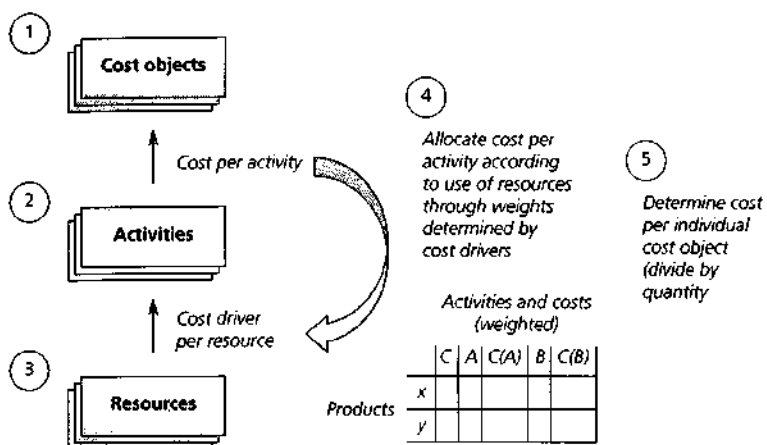 1
Cost objects
Cost per activity
2
Activities
Cost driver
per resource
3
Resources
4
Allocate cost per
activity according
to use of resources
through weights
determined by
cost drivers
5
Determine cost
per individual
cost object
(divide by
quantity
Activities and costs
(weighted)
C A C(A) B C(B)
Products
x
y